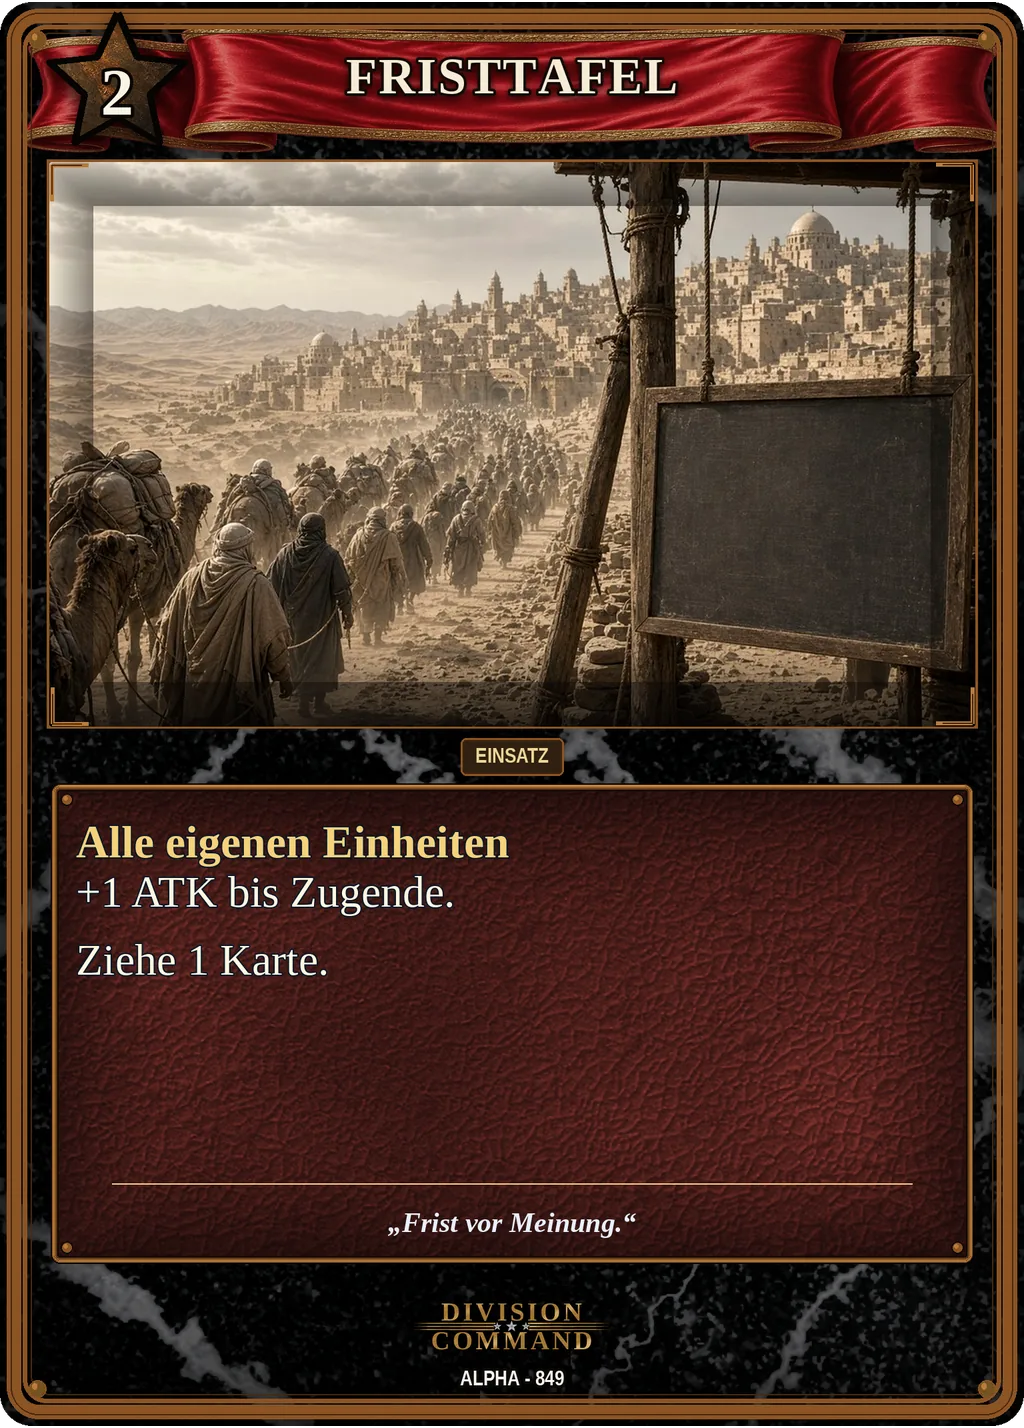 2
FRISTTAFEL
EINSATZ
Alle eigenen Einheiten
+1 ATK bis Zugende.
Ziehe 1 Karte.
„Frist vor Meinung.“
DIVISION
COMMAND
ALPHA - 849